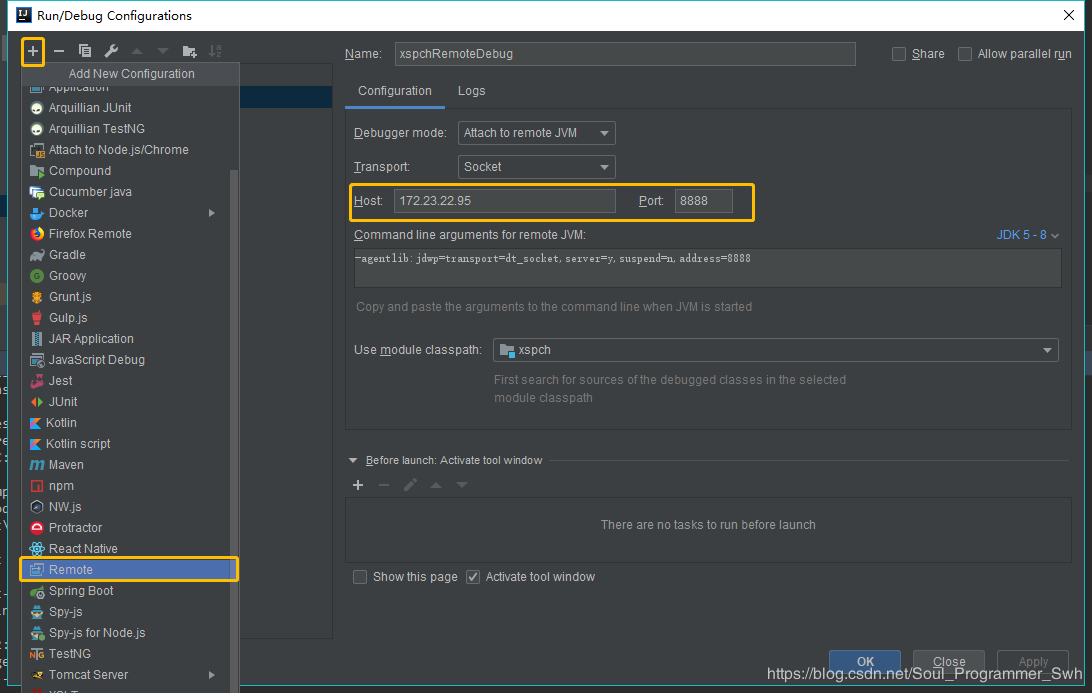 Run/Debug Configurations
Add New Configuration
Application
Arquillian JUnit
Arquillian TestNG
Attach to Node.js/Chrome
Compound
Cucumber java
Docker
Firefox Remote
Gradle
Groovy
Grunt.js
Gulp.js
JAR Application
JavaScript Debug
Jest
JUnit
Kotlin
Kotlin script
Maven
npm
NW.js
Protractor
React Native
Remote
Spring Boot
Spy-js
Spy-js for Node.js
TestNG
Tomcat Server
Name: xspchRemoteDebug Share Allow parallel run
Configuration Logs
Debugger mode: Attach to remote JVM
Transport: Socket
Host: 172.23.22.95 Port: 8888
Command line arguments for remote JVM: JDK 5 - 8
-agentlib:jdwp=transport=dt_socket,server=y,suspend=n,address=8888
Copy and paste the arguments to the command line when JVM is started
Use module classpath: xspch
First search for sources of the debugged classes in the selected
module classpath
Before launch: Activate tool window
There are no tasks to run before launch
Show this page Activate tool window
OK Close Apply
https://blog.csdn.net/Soul_Programmer_Swh